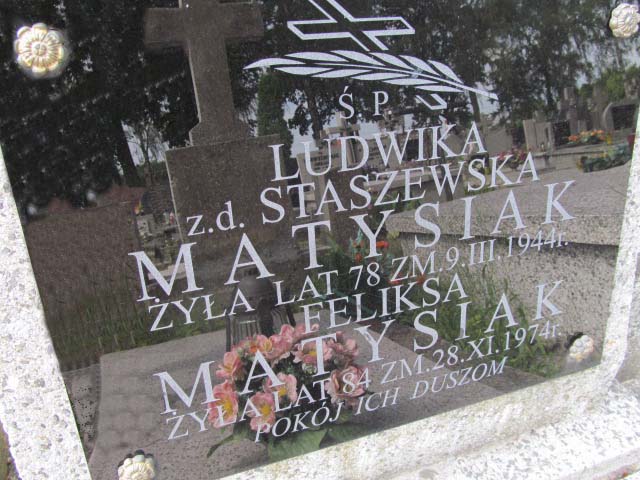 Ś P
LUDWIKA
z.d. STASZEWSKA
MATYSIAK
ŻYŁA LAT 78 ZM.9.III.1944r.
FELIKSA
MATYSIAK
ŻYŁA LAT 84 ZM.28.XI.1974r.
POKÓJ ICH DUSZOM